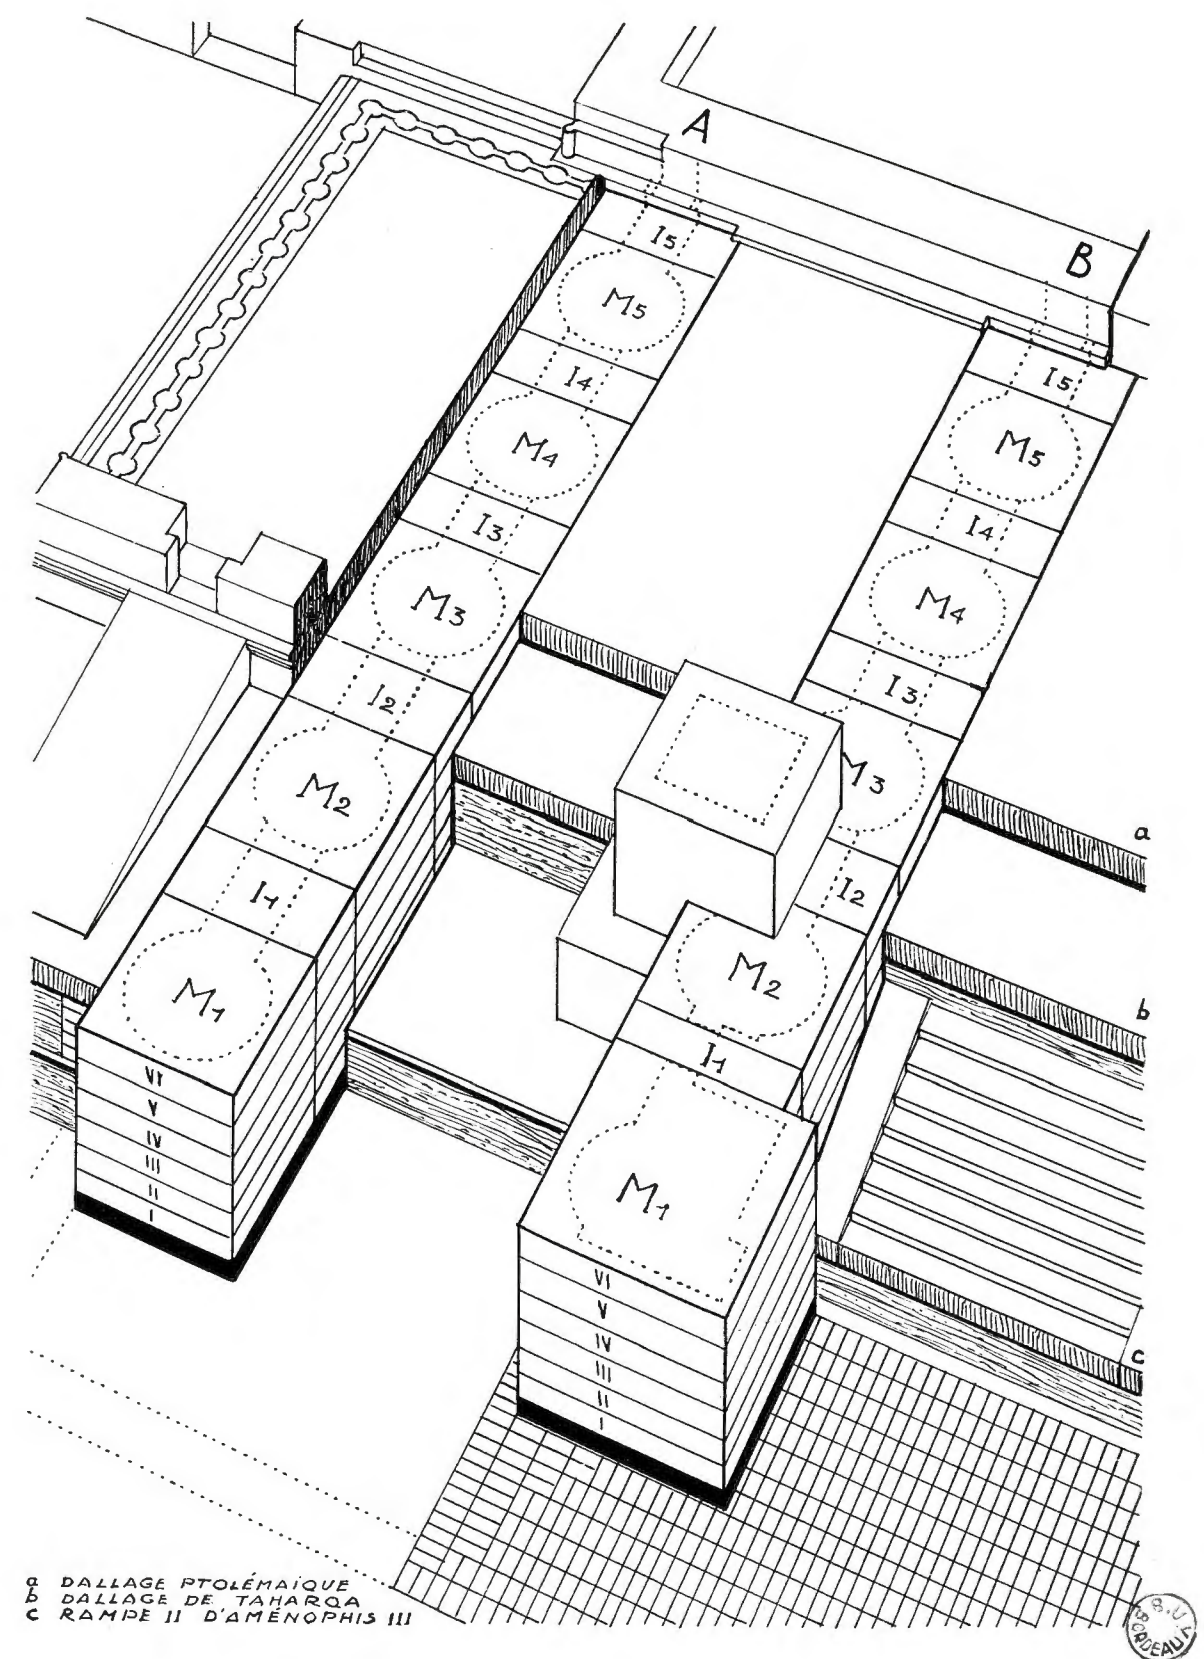 A
B
I5
M5
I4
M4
I3
M3
I2
M2
I1
M1
VI
V
IV
III
II
I
I5
M5
I4
M4
I3
M3
I2
M2
I1
M1
VI
V
IV
III
II
I
a
b
c
a DALLAGE PTOLÉMAÏQUE
b DALLAGE DE TAHARQA
c RAMPE II D'AMÉNOPHIS III
B.U.
BORDEAUX